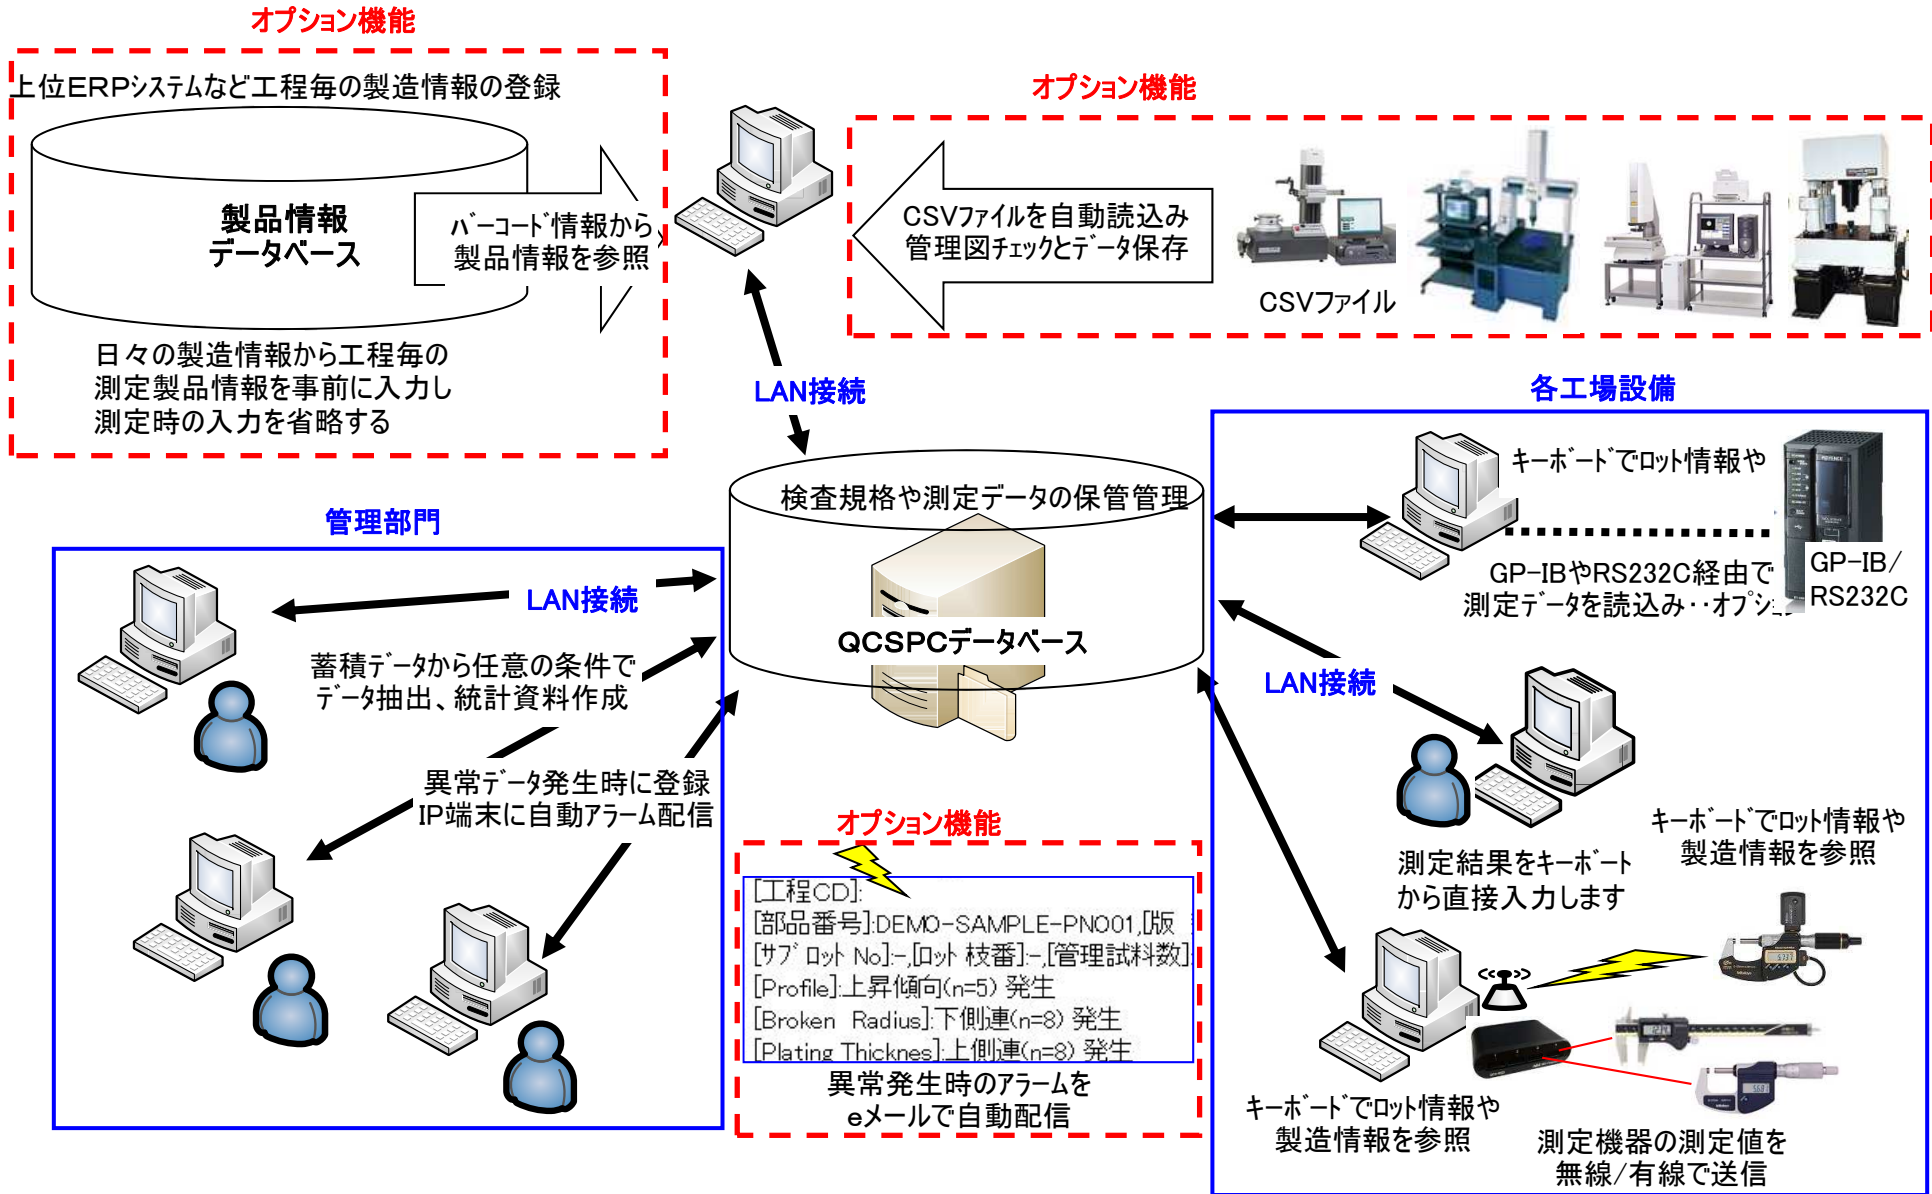 オプション機能
上位ERPシステムなど工程毎の製造情報の登録
製品情報
データベース
バーコード情報から
製品情報を参照
日々の製造情報から工程毎の
測定製品情報を事前に入力し
測定時の入力を省略する
オプション機能
CSVファイルを自動読込み
管理図チェックとデータ保存
CSVファイル
LAN接続
各工場設備
キーボードでロット情報や
GP-IBやRS232C経由で
測定データを読込み‥オプション
GP-IB/
RS232C
検査規格や測定データの保管管理
QCSPCデータベース
管理部門
LAN接続
蓄積データから任意の条件で
データ抽出、統計資料作成
異常データ発生時に登録
IP端末に自動アラーム配信
LAN接続
測定結果をキーボート
から直接入力します
キーボードでロット情報や
製造情報を参照
オプション機能
[工程CD]:
[部品番号]:DEMO-SAMPLE-PN001,[版
[サブロット No]:-,[ロット 枝番]:-,[管理試料数]
[Profile]:上昇傾向(n=5) 発生
[Broken Radius]:下側連(n=8) 発生
[Plating Thicknes]:上側連(n=8) 発生
異常発生時のアラームを
eメールで自動配信
キーボードでロット情報や
製造情報を参照
測定機器の測定値を
無線/有線で送信